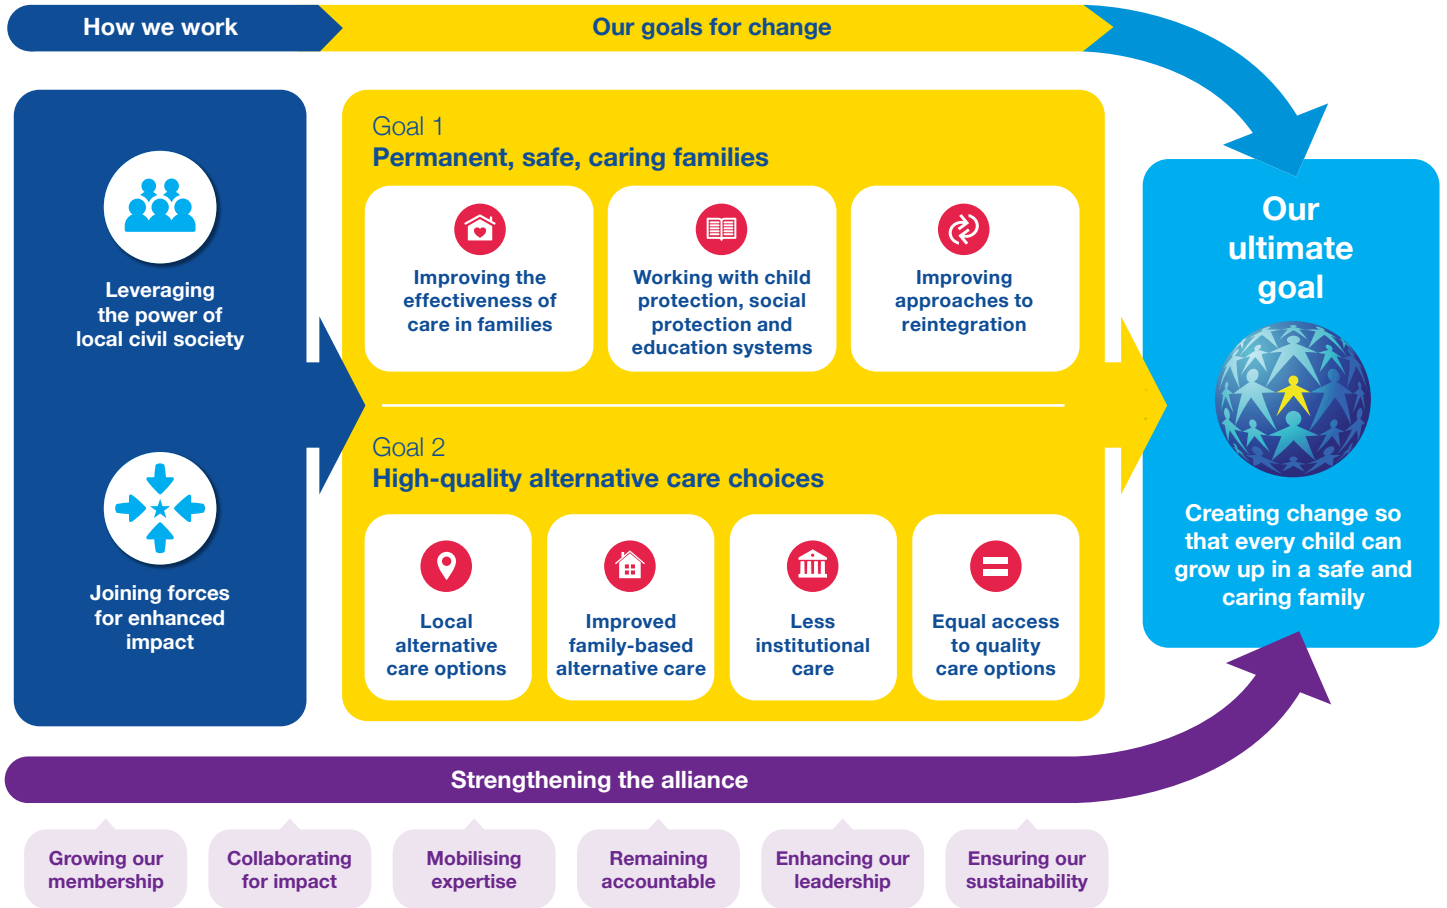 How we work
Our goals for change
Leveraging
the power of
local civil society
Joining forces
for enhanced
impact
Goal 1
Permanent, safe, caring families
Improving the
effectiveness of
care in families
Working with child
protection, social
protection and
education systems
Improving
approaches to
reintegration
Goal 2
High-quality alternative care choices
Local
alternative
care options
Improved
family-based
alternative care
Less
institutional
care
Equal access
to quality
care options
Our
ultimate
goal
Creating change so
that every child can
grow up in a safe and
caring family
Strengthening the alliance
Growing our
membership
Collaborating
for impact
Mobilising
expertise
Remaining
accountable
Enhancing our
leadership
Ensuring our
sustainability